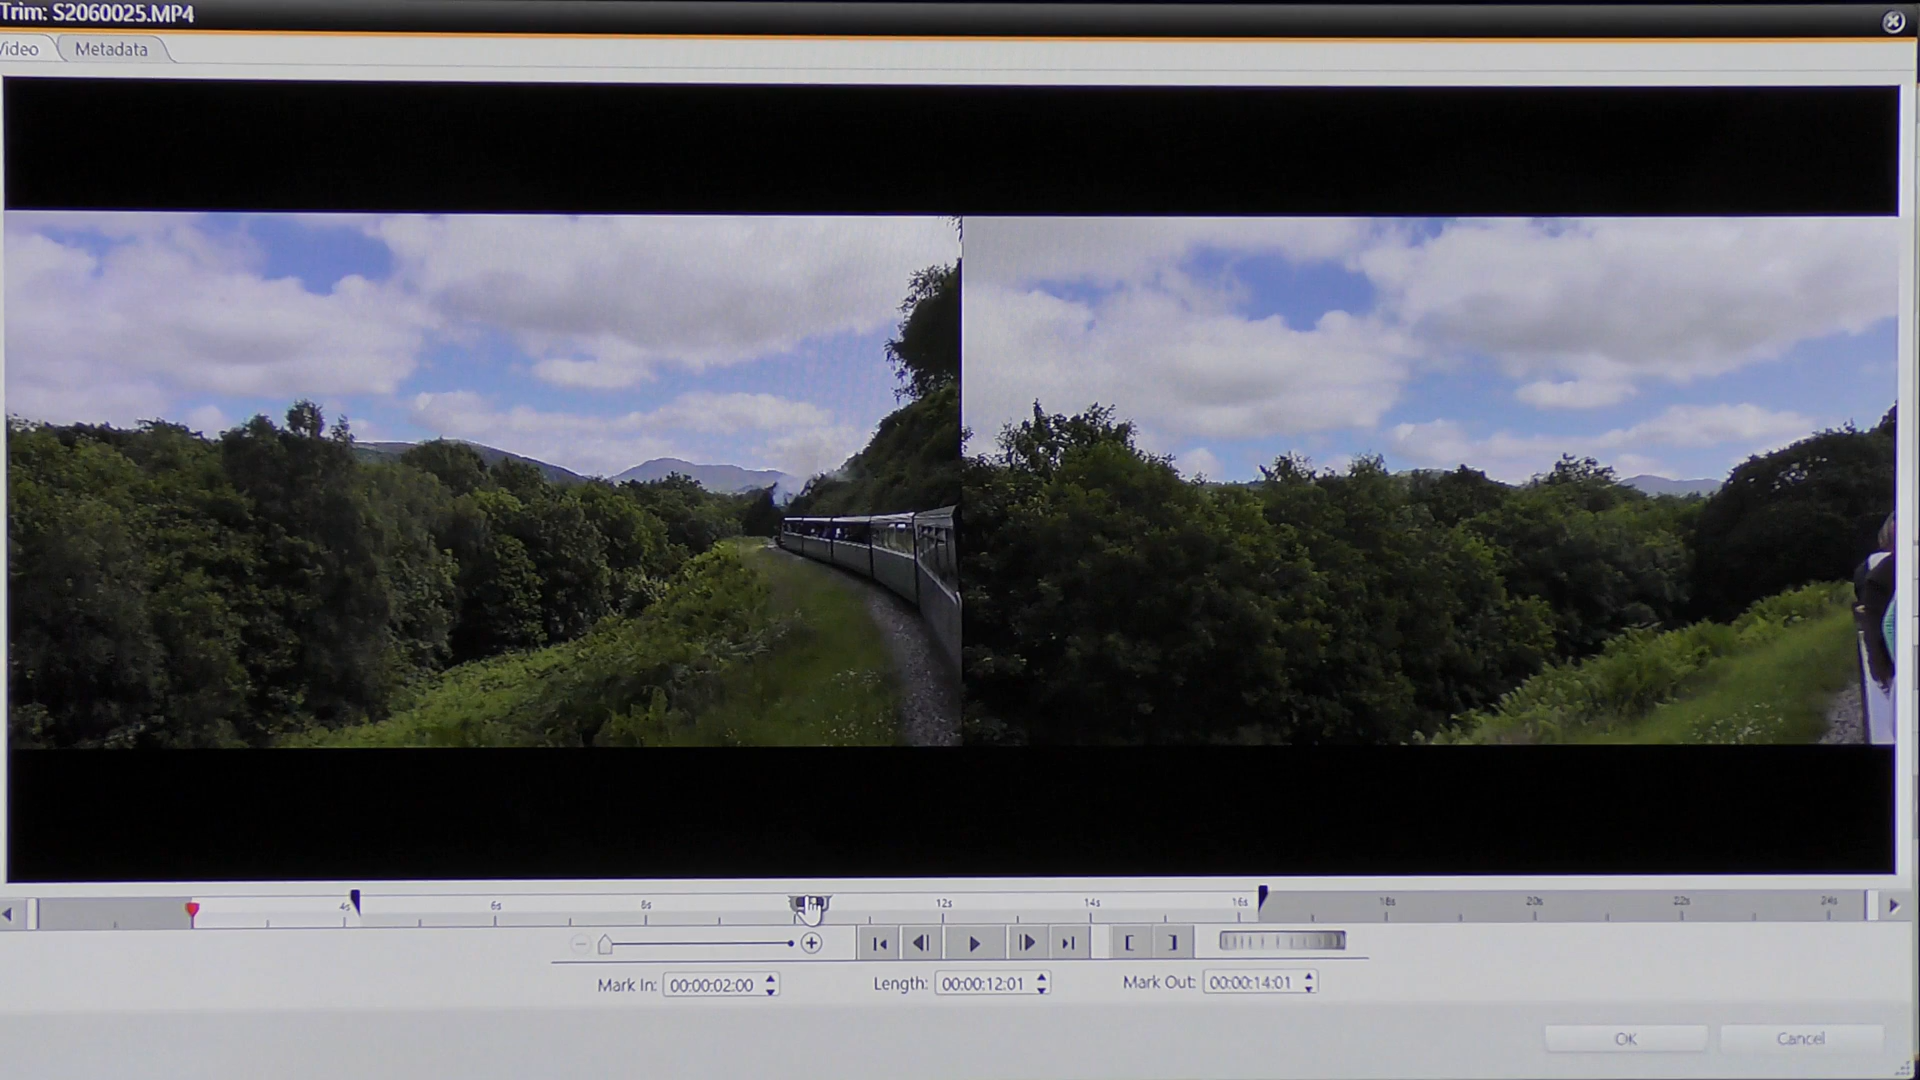 Trim: S2060025.MP4
Video Metadata
4s 6s 8s 12s 14s 16s 18s 20s 22s 24s
Mark In: 00:00:02:00 Length: 00:00:12:01 Mark Out: 00:00:14:01
OK Cancel